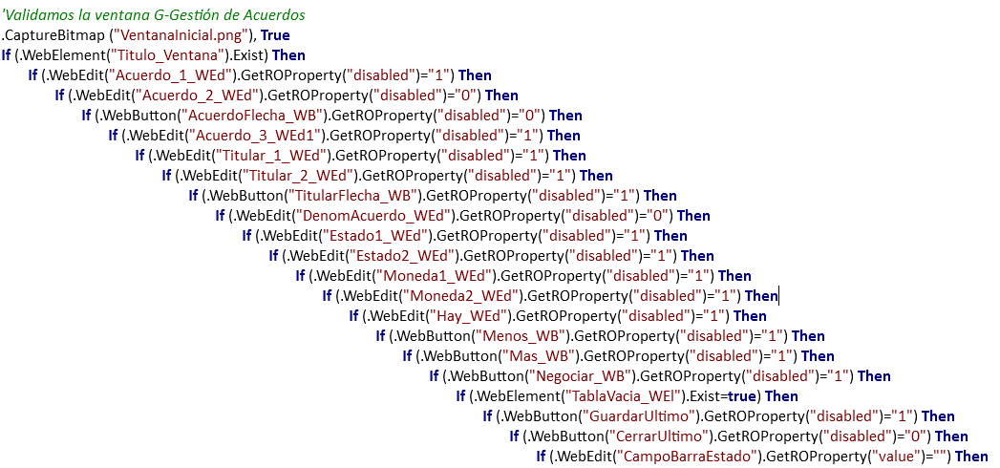 'Validamos la ventana G-Gestión de Acuerdos
.CaptureBitmap ("VentanaInicial.png"), True
If (.WebElement("Titulo_Ventana").Exist) Then
If (.WebEdit("Acuerdo_1_WEd").GetROProperty("disabled")="1") Then
If (.WebEdit("Acuerdo_2_WEd").GetROProperty("disabled")="0") Then
If (.WebButton("AcuerdoFlecha_WB").GetROProperty("disabled")="0") Then
If (.WebEdit("Acuerdo_3_WEd1").GetROProperty("disabled")="1") Then
If (.WebEdit("Titular_1_WEd").GetROProperty("disabled")="1") Then
If (.WebEdit("Titular_2_WEd").GetROProperty("disabled")="1") Then
If (.WebButton("TitularFlecha_WB").GetROProperty("disabled")="1") Then
If (.WebEdit("DenomAcuerdo_WEd").GetROProperty("disabled")="0") Then
If (.WebEdit("Estado1_WEd").GetROProperty("disabled")="1") Then
If (.WebEdit("Estado2_WEd").GetROProperty("disabled")="1") Then
If (.WebEdit("Moneda1_WEd").GetROProperty("disabled")="1") Then
If (.WebEdit("Moneda2_WEd").GetROProperty("disabled")="1") Then
If (.WebEdit("Hay_WEd").GetROProperty("disabled")="1") Then
If (.WebButton("Menos_WB").GetROProperty("disabled")="1") Then
If (.WebButton("Mas_WB").GetROProperty("disabled")="1") Then
If (.WebButton("Negociar_WB").GetROProperty("disabled")="1") Then
If (.WebElement("TablaVacia_WEl").Exist=true) Then
If (.WebButton("GuardarUltimo").GetROProperty("disabled")="1") Then
If (.WebButton("CerrarUltimo").GetROProperty("disabled")="0") Then
If (.WebEdit("CampoBarraEstado").GetROProperty("value")="") Then